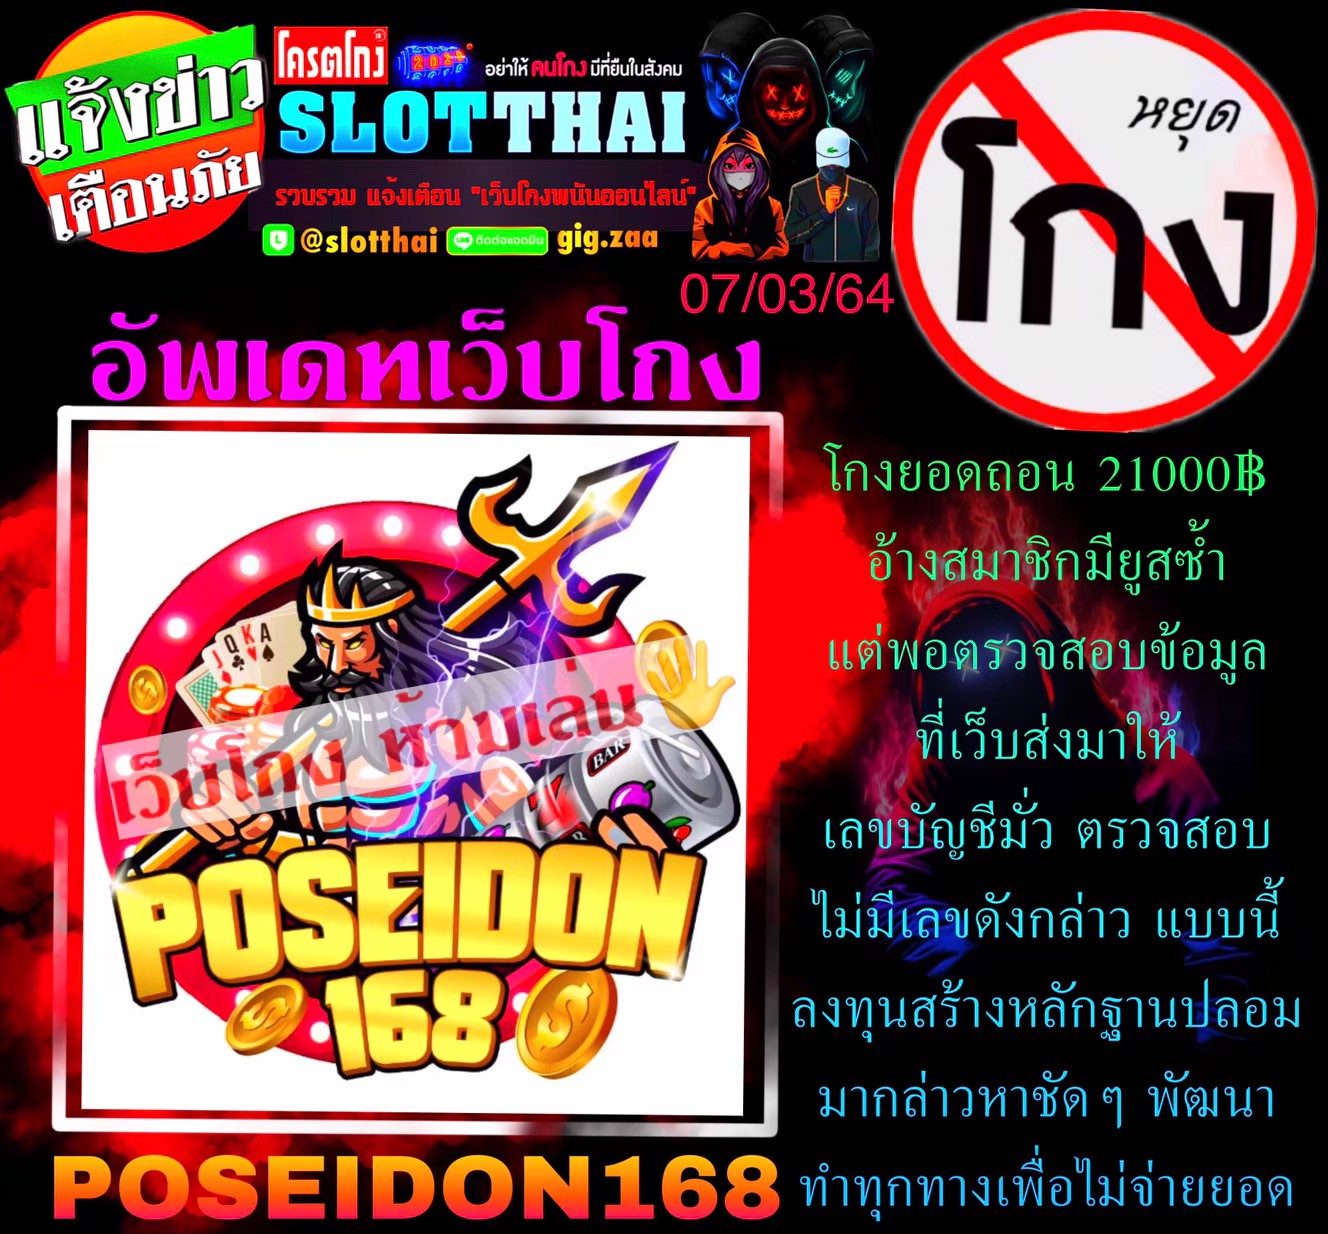 แจ้งข่าว
เตือนภัย
โคตรโกง
2024
อย่าให้ คนโกง มีที่ยืนในสังคม
SLOTTHAI
รวบรวม แจ้งเตือน "เว็บโกงพนันออนไลน์"
@slotthai
LINE ติดต่อแอดมิน
gig.zaa
07/03/64
หยุด
โกง
อัพเดทเว็บโกง
J Q K A
BAR
เว็บโกง ห้ามเล่น
POSEIDON
168
POSEIDON168
โกงยอดถอน 21000฿
อ้างสมาชิกมียูสซ้ำ
แต่พอตรวจสอบข้อมูล
ที่เว็บส่งมาให้
เลขบัญชีมั่ว ตรวจสอบ
ไม่มีเลขดังกล่าว แบบนี้
ลงทุนสร้างหลักฐานปลอม
มากล่าวหาชัดๆ พัฒนา
ทำทุกทางเพื่อไม่จ่ายยอด